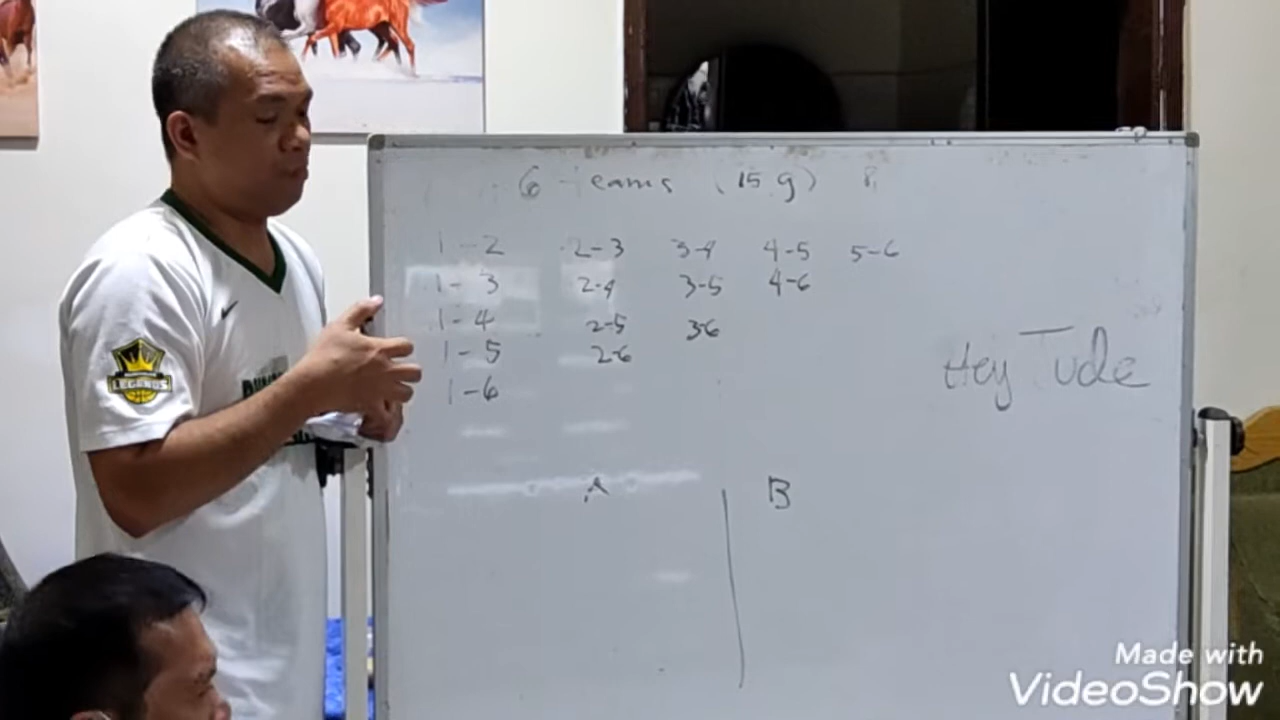 6 Teams (15 g)
1-2 2-3 3-4 4-5 5-6
1-3 2-4 3-5 4-6
1-4 2-5 3-6
1-5 2-6
1-6
Hey Tude
A B
LEGENDS
Made with
VideoShow